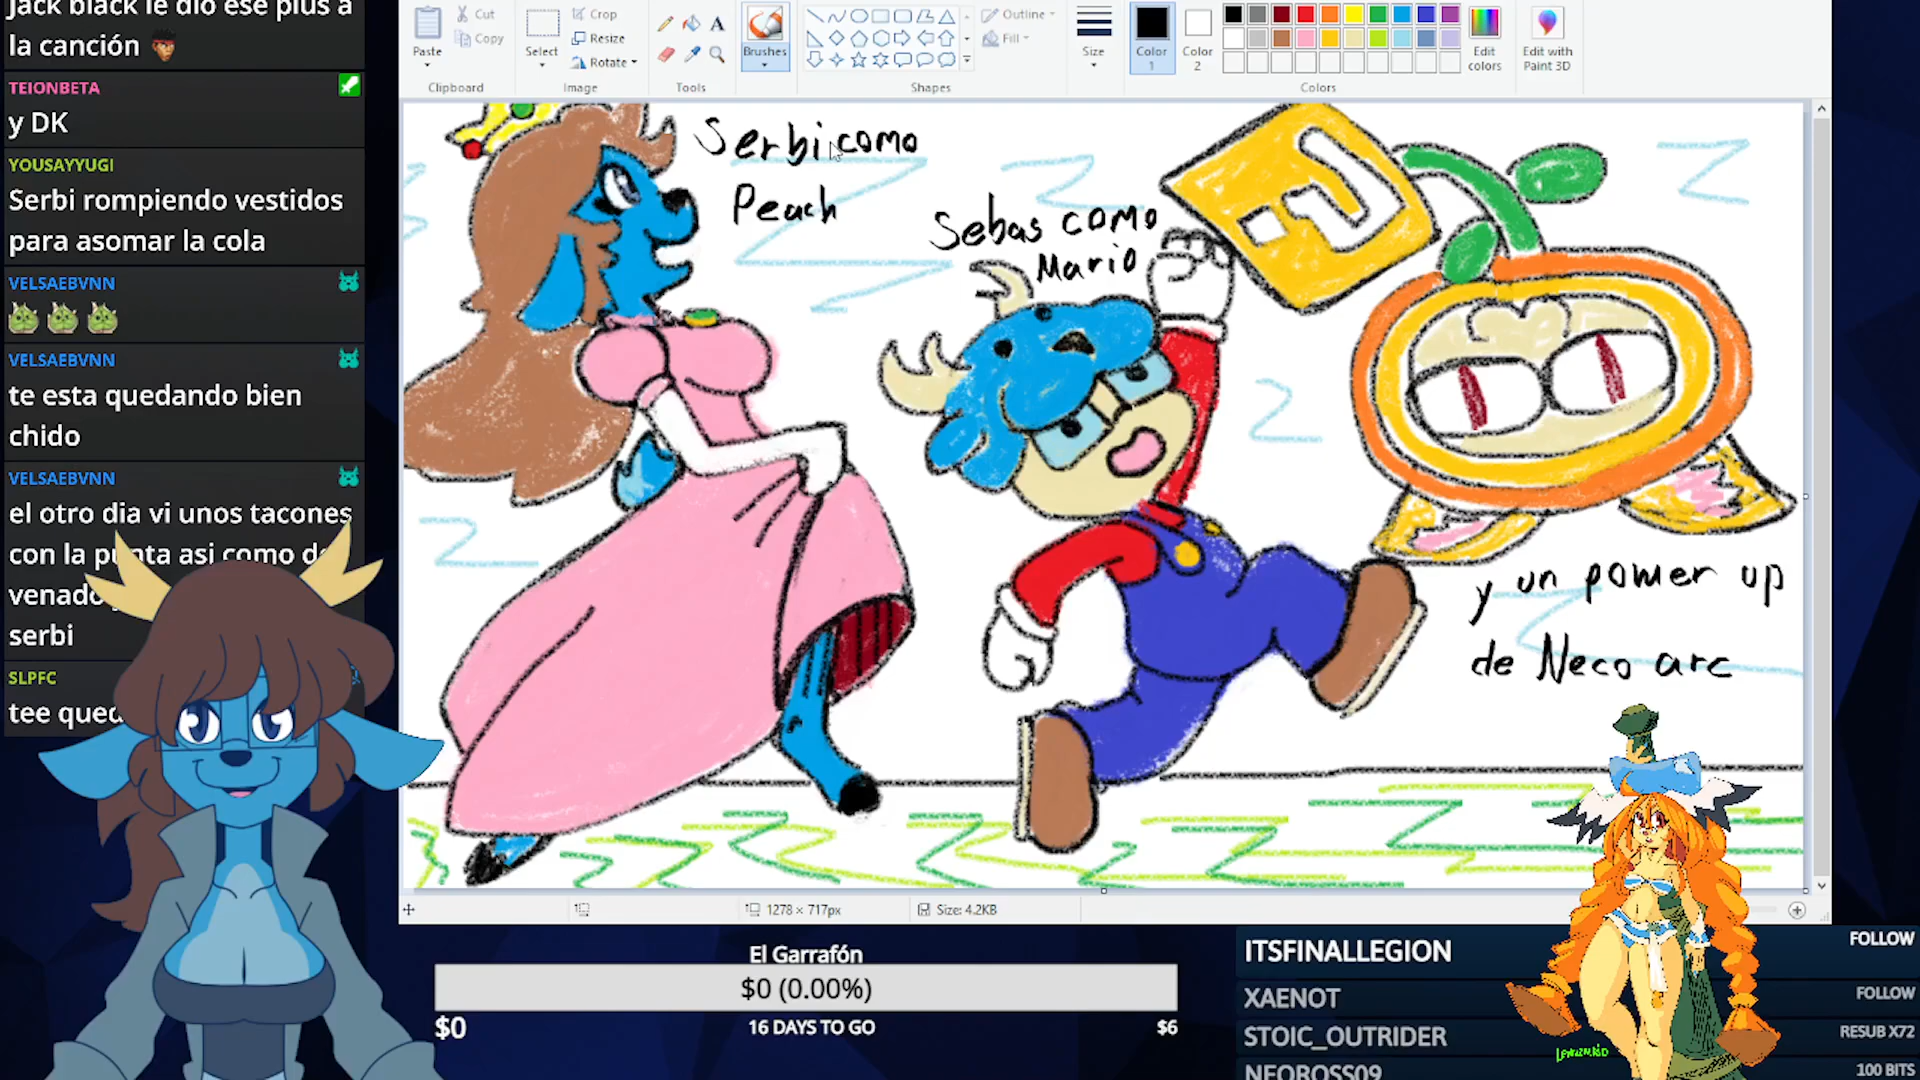 Jack black le dio ese plus a
la canción
TEIONBETA
y DK
YOUSAYYUGI
Serbi rompiendo vestidos
para asomar la cola
VELSAEBVNN
VELSAEBVNN
te esta quedando bien
chido
VELSAEBVNN
el otro dia vi unos tacones
con la punta asi como de
venado
serbi
SLPFC
tee qued
Paste
Cut
Copy
Clipboard
Select
Crop
Resize
Rotate
Image
Tools
Brushes
Shapes
Outline
Fill
Size
Color
1
Color
2
Colors
Edit
colors
Edit with
Paint 3D
Serbi como
Peach
Sebas como
Mario
y un power up
de Neco arc
1278 × 717px
Size: 4.2KB
El Garrafón
$0 (0.00%)
$0
16 DAYS TO GO
$6
ITSFINALLEGION
FOLLOW
XAENOT
FOLLOW
STOIC_OUTRIDER
RESUB X72
NEOROSS09
100 BITS